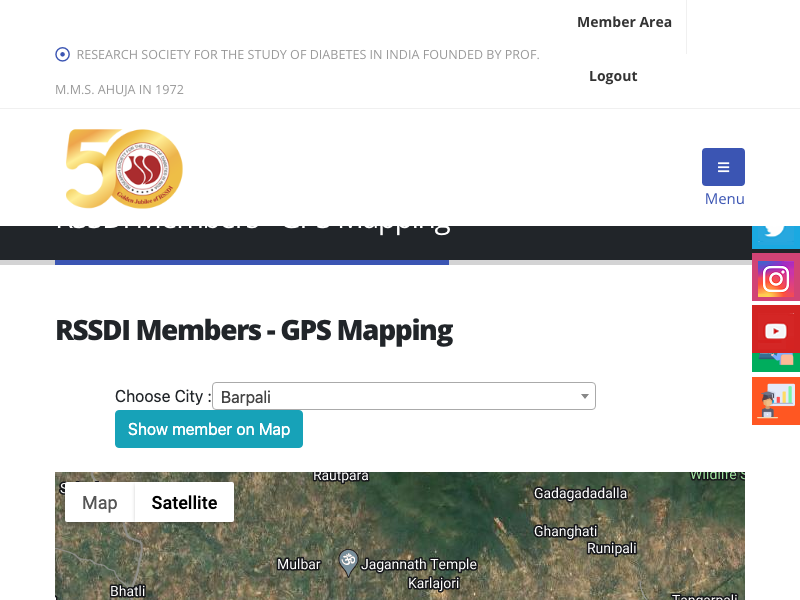 Member Area
RESEARCH SOCIETY FOR THE STUDY OF DIABETES IN INDIA FOUNDED BY PROF.
M.M.S. AHUJA IN 1972
Logout
50
Golden Jubilee of RSSDI
Menu
RSSDI Members - GPS Mapping
RSSDI Members - GPS Mapping
Choose City : Barpali
Show member on Map
Rautpara
Map Satellite
Gadagadadalla
Ghanghati
Runipali
Mulbar
Jagannath Temple
Karlajori
Bhatli